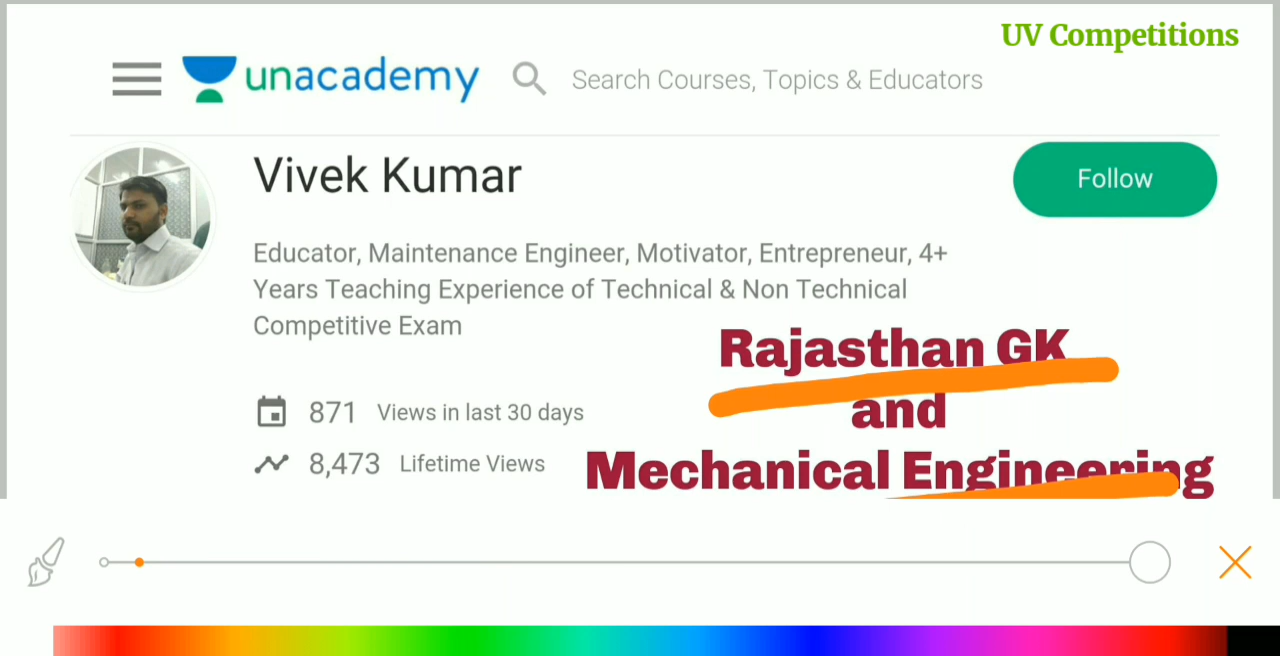 UV Competitions
unacademy
Search Courses, Topics & Educators
Vivek Kumar
Follow
Educator, Maintenance Engineer, Motivator, Entrepreneur, 4+
Years Teaching Experience of Technical & Non Technical
Competitive Exam
Rajasthan GK
and
871 Views in last 30 days
8,473 Lifetime Views
Mechanical Engineering